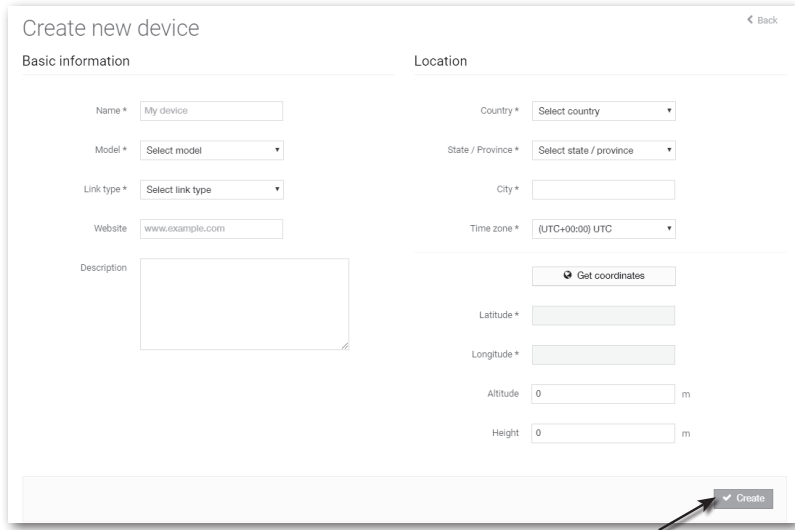 Create new device
Back
Basic information
Name *
My device
Model *
Select model
Link type *
Select link type
Website
www.example.com
Description
Location
Country *
Select country
State / Province *
Select state / province
City *
Time zone *
(UTC+00:00) UTC
Get coordinates
Latitude *
Longitude *
Altitude
0 m
Height
0 m
Create